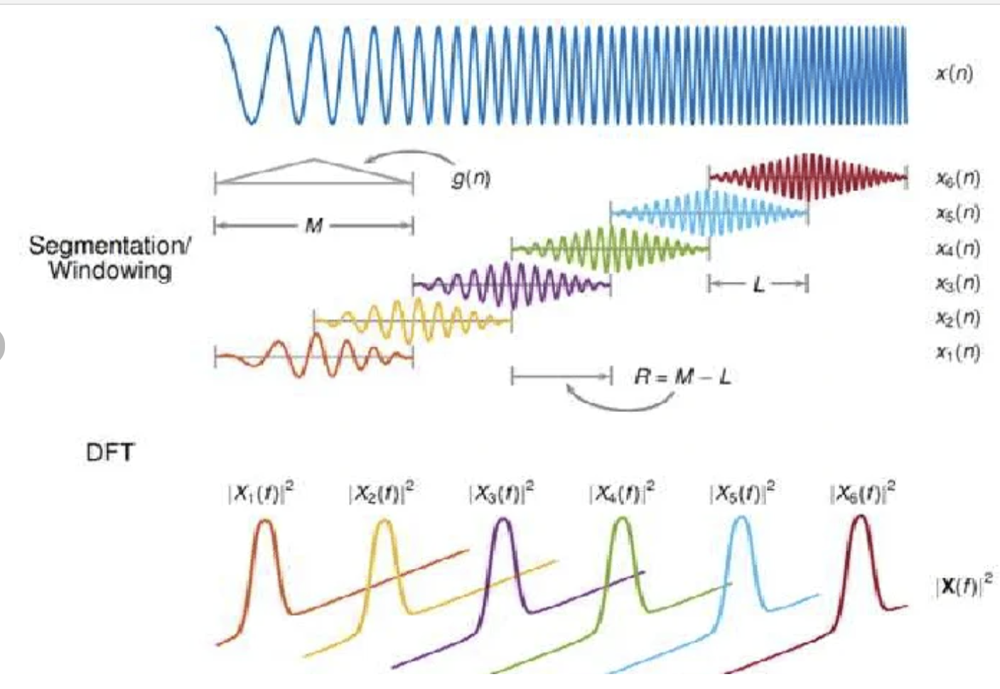 x(n)
g(n)
x₆(n)
x₅(n)
M
Segmentation/
Windowing
x₄(n)
L
x₃(n)
x₂(n)
x₁(n)
R = M – L
DFT
|X₁(f)|² |X₂(f)|² |X₃(f)|² |X₄(f)|² |X₅(f)|² |X₆(f)|²
|X(f)|²